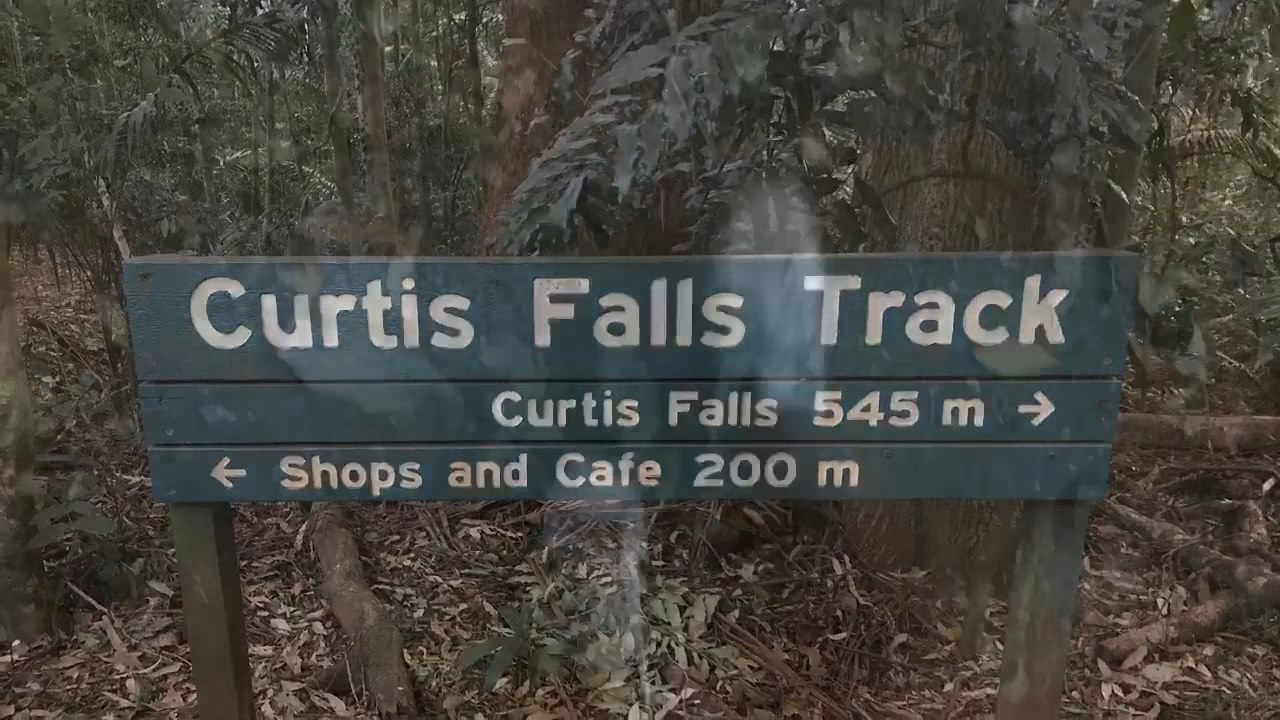 Curtis Falls Track
Curtis Falls 545 m →
← Shops and Cafe 200 m